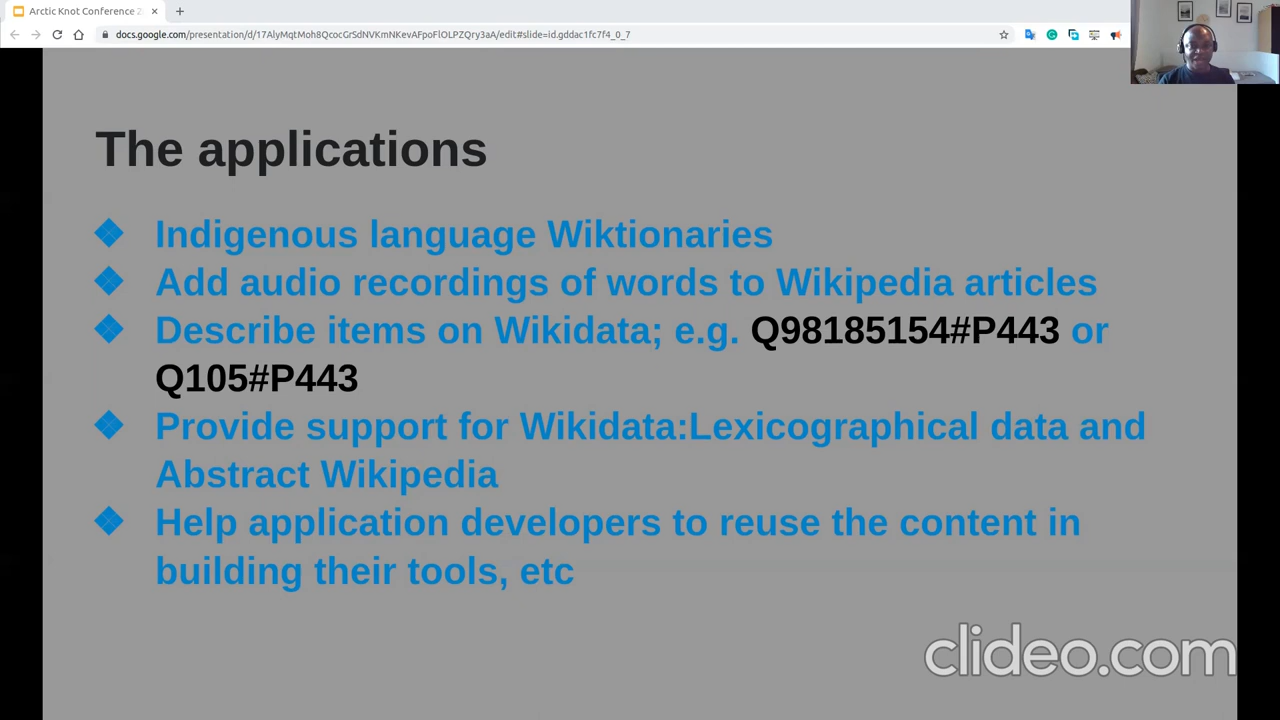 Arctic Knot Conference 2
docs.google.com/presentation/d/17AlyMqtMoh8QcocGrSdNVKmNKevAFpoFlOLPZQry3aA/edit#slide=id.gddac1fc7f4_0_7
The applications
❖ Indigenous language Wiktionaries
❖ Add audio recordings of words to Wikipedia articles
❖ Describe items on Wikidata; e.g. Q98185154#P443 or
Q105#P443
❖ Provide support for Wikidata:Lexicographical data and
Abstract Wikipedia
❖ Help application developers to reuse the content in
building their tools, etc
clideo.com